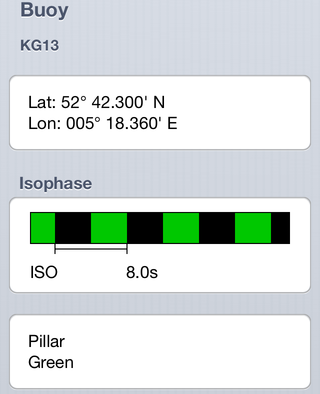 Buoy
KG13
Lat: 52° 42.300' N
Lon: 005° 18.360' E
Isophase
ISO 8.0s
Pillar
Green